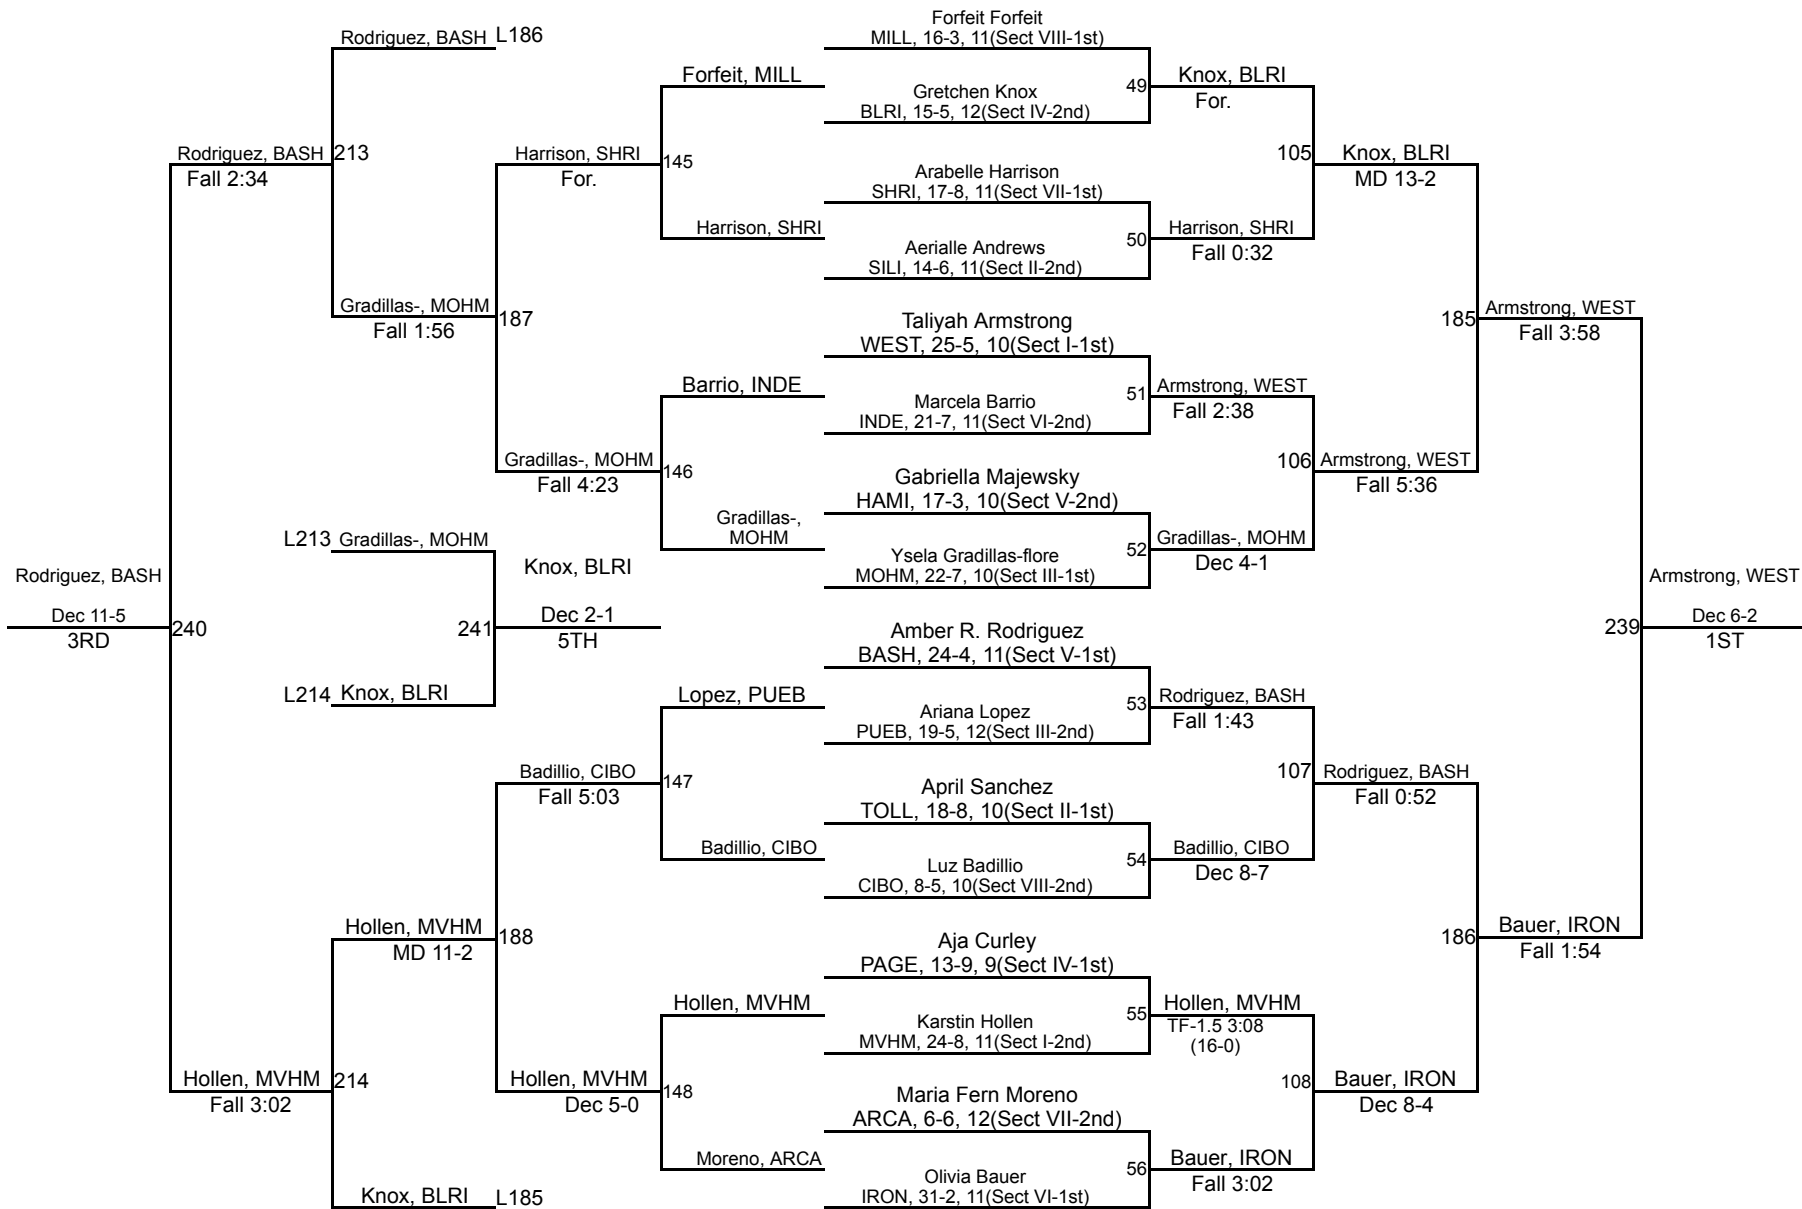 Rodriguez, BASH L186
Forfeit Forfeit
MILL, 16-3, 11(Sect VIII-1st)
Forfeit, MILL
49
Knox, BLRI
For.
Gretchen Knox
BLRI, 15-5, 12(Sect IV-2nd)
Rodriguez, BASH 213
Fall 2:34
Harrison, SHRI
For.
145
105
Knox, BLRI
MD 13-2
Arabelle Harrison
SHRI, 17-8, 11(Sect VII-1st)
Harrison, SHRI
50
Harrison, SHRI
Fall 0:32
Aerialle Andrews
SILI, 14-6, 11(Sect II-2nd)
Gradillas-, MOHM
Fall 1:56
187
Taliyah Armstrong
WEST, 25-5, 10(Sect I-1st)
185
Armstrong, WEST
Fall 3:58
Barrio, INDE
51
Armstrong, WEST
Fall 2:38
Marcela Barrio
INDE, 21-7, 11(Sect VI-2nd)
Gradillas-, MOHM
Fall 4:23
146
106
Armstrong, WEST
Fall 5:36
Gabriella Majewsky
HAMI, 17-3, 10(Sect V-2nd)
Gradillas-,
MOHM
52
Gradillas-, MOHM
Dec 4-1
L213 Gradillas-, MOHM
Ysela Gradillas-flore
MOHM, 22-7, 10(Sect III-1st)
Rodriguez, BASH
Dec 11-5
3RD
240
241
Knox, BLRI
Dec 2-1
5TH
239
Armstrong, WEST
Dec 6-2
1ST
Amber R. Rodriguez
BASH, 24-4, 11(Sect V-1st)
L214 Knox, BLRI
Lopez, PUEB
53
Rodriguez, BASH
Fall 1:43
Ariana Lopez
PUEB, 19-5, 12(Sect III-2nd)
Badillio, CIBO
Fall 5:03
147
107
Rodriguez, BASH
Fall 0:52
April Sanchez
TOLL, 18-8, 10(Sect II-1st)
Badillio, CIBO
54
Badillio, CIBO
Dec 8-7
Luz Badillio
CIBO, 8-5, 10(Sect VIII-2nd)
Hollen, MVHM
MD 11-2
188
Aja Curley
PAGE, 13-9, 9(Sect IV-1st)
186
Bauer, IRON
Fall 1:54
Hollen, MVHM
55
Hollen, MVHM
TF-1.5 3:08
(16-0)
Karstin Hollen
MVHM, 24-8, 11(Sect I-2nd)
Hollen, MVHM 214
Fall 3:02
Hollen, MVHM
Dec 5-0
148
108
Bauer, IRON
Dec 8-4
Maria Fern Moreno
ARCA, 6-6, 12(Sect VII-2nd)
Moreno, ARCA
56
Bauer, IRON
Fall 3:02
Olivia Bauer
IRON, 31-2, 11(Sect VI-1st)
Knox, BLRI L185